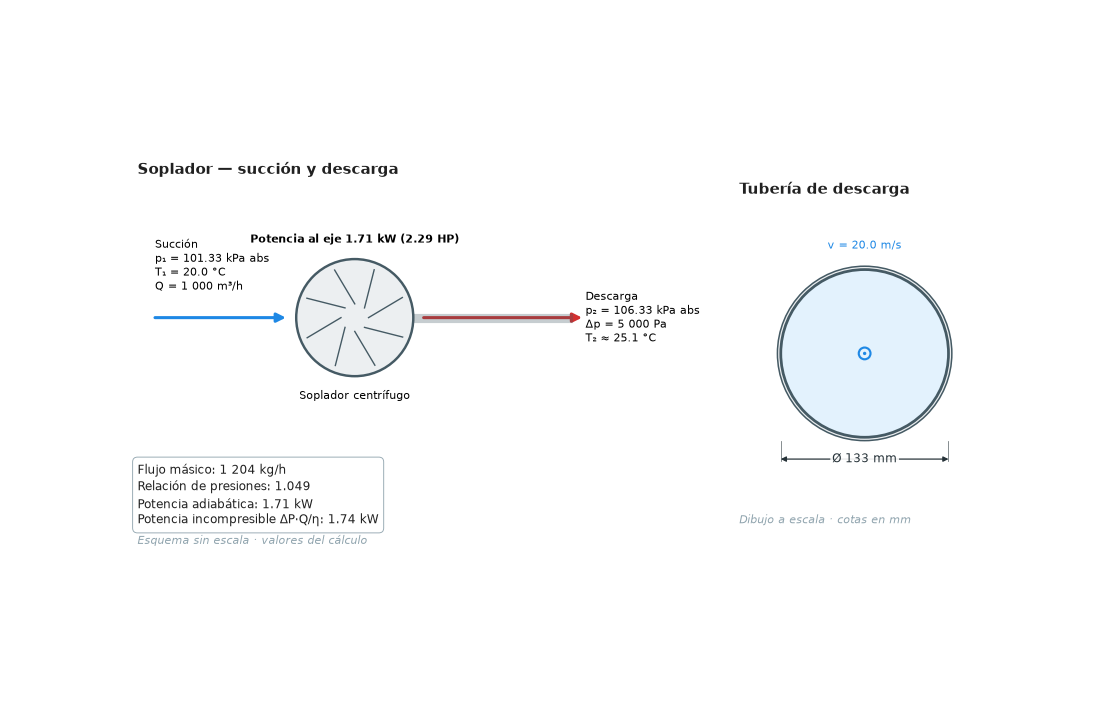 Soplador — succión y descarga
Potencia al eje 1.71 kW (2.29 HP)
Succión
p₁ = 101.33 kPa abs
T₁ = 20.0 °C
Q = 1 000 m³/h
Descarga
p₂ = 106.33 kPa abs
Δp = 5 000 Pa
T₂ ≈ 25.1 °C
Soplador centrífugo
Flujo másico: 1 204 kg/h
Relación de presiones: 1.049
Potencia adiabática: 1.71 kW
Potencia incompresible ΔP·Q/η: 1.74 kW
Esquema sin escala · valores del cálculo
Tubería de descarga
v = 20.0 m/s
Ø 133 mm
Dibujo a escala · cotas en mm